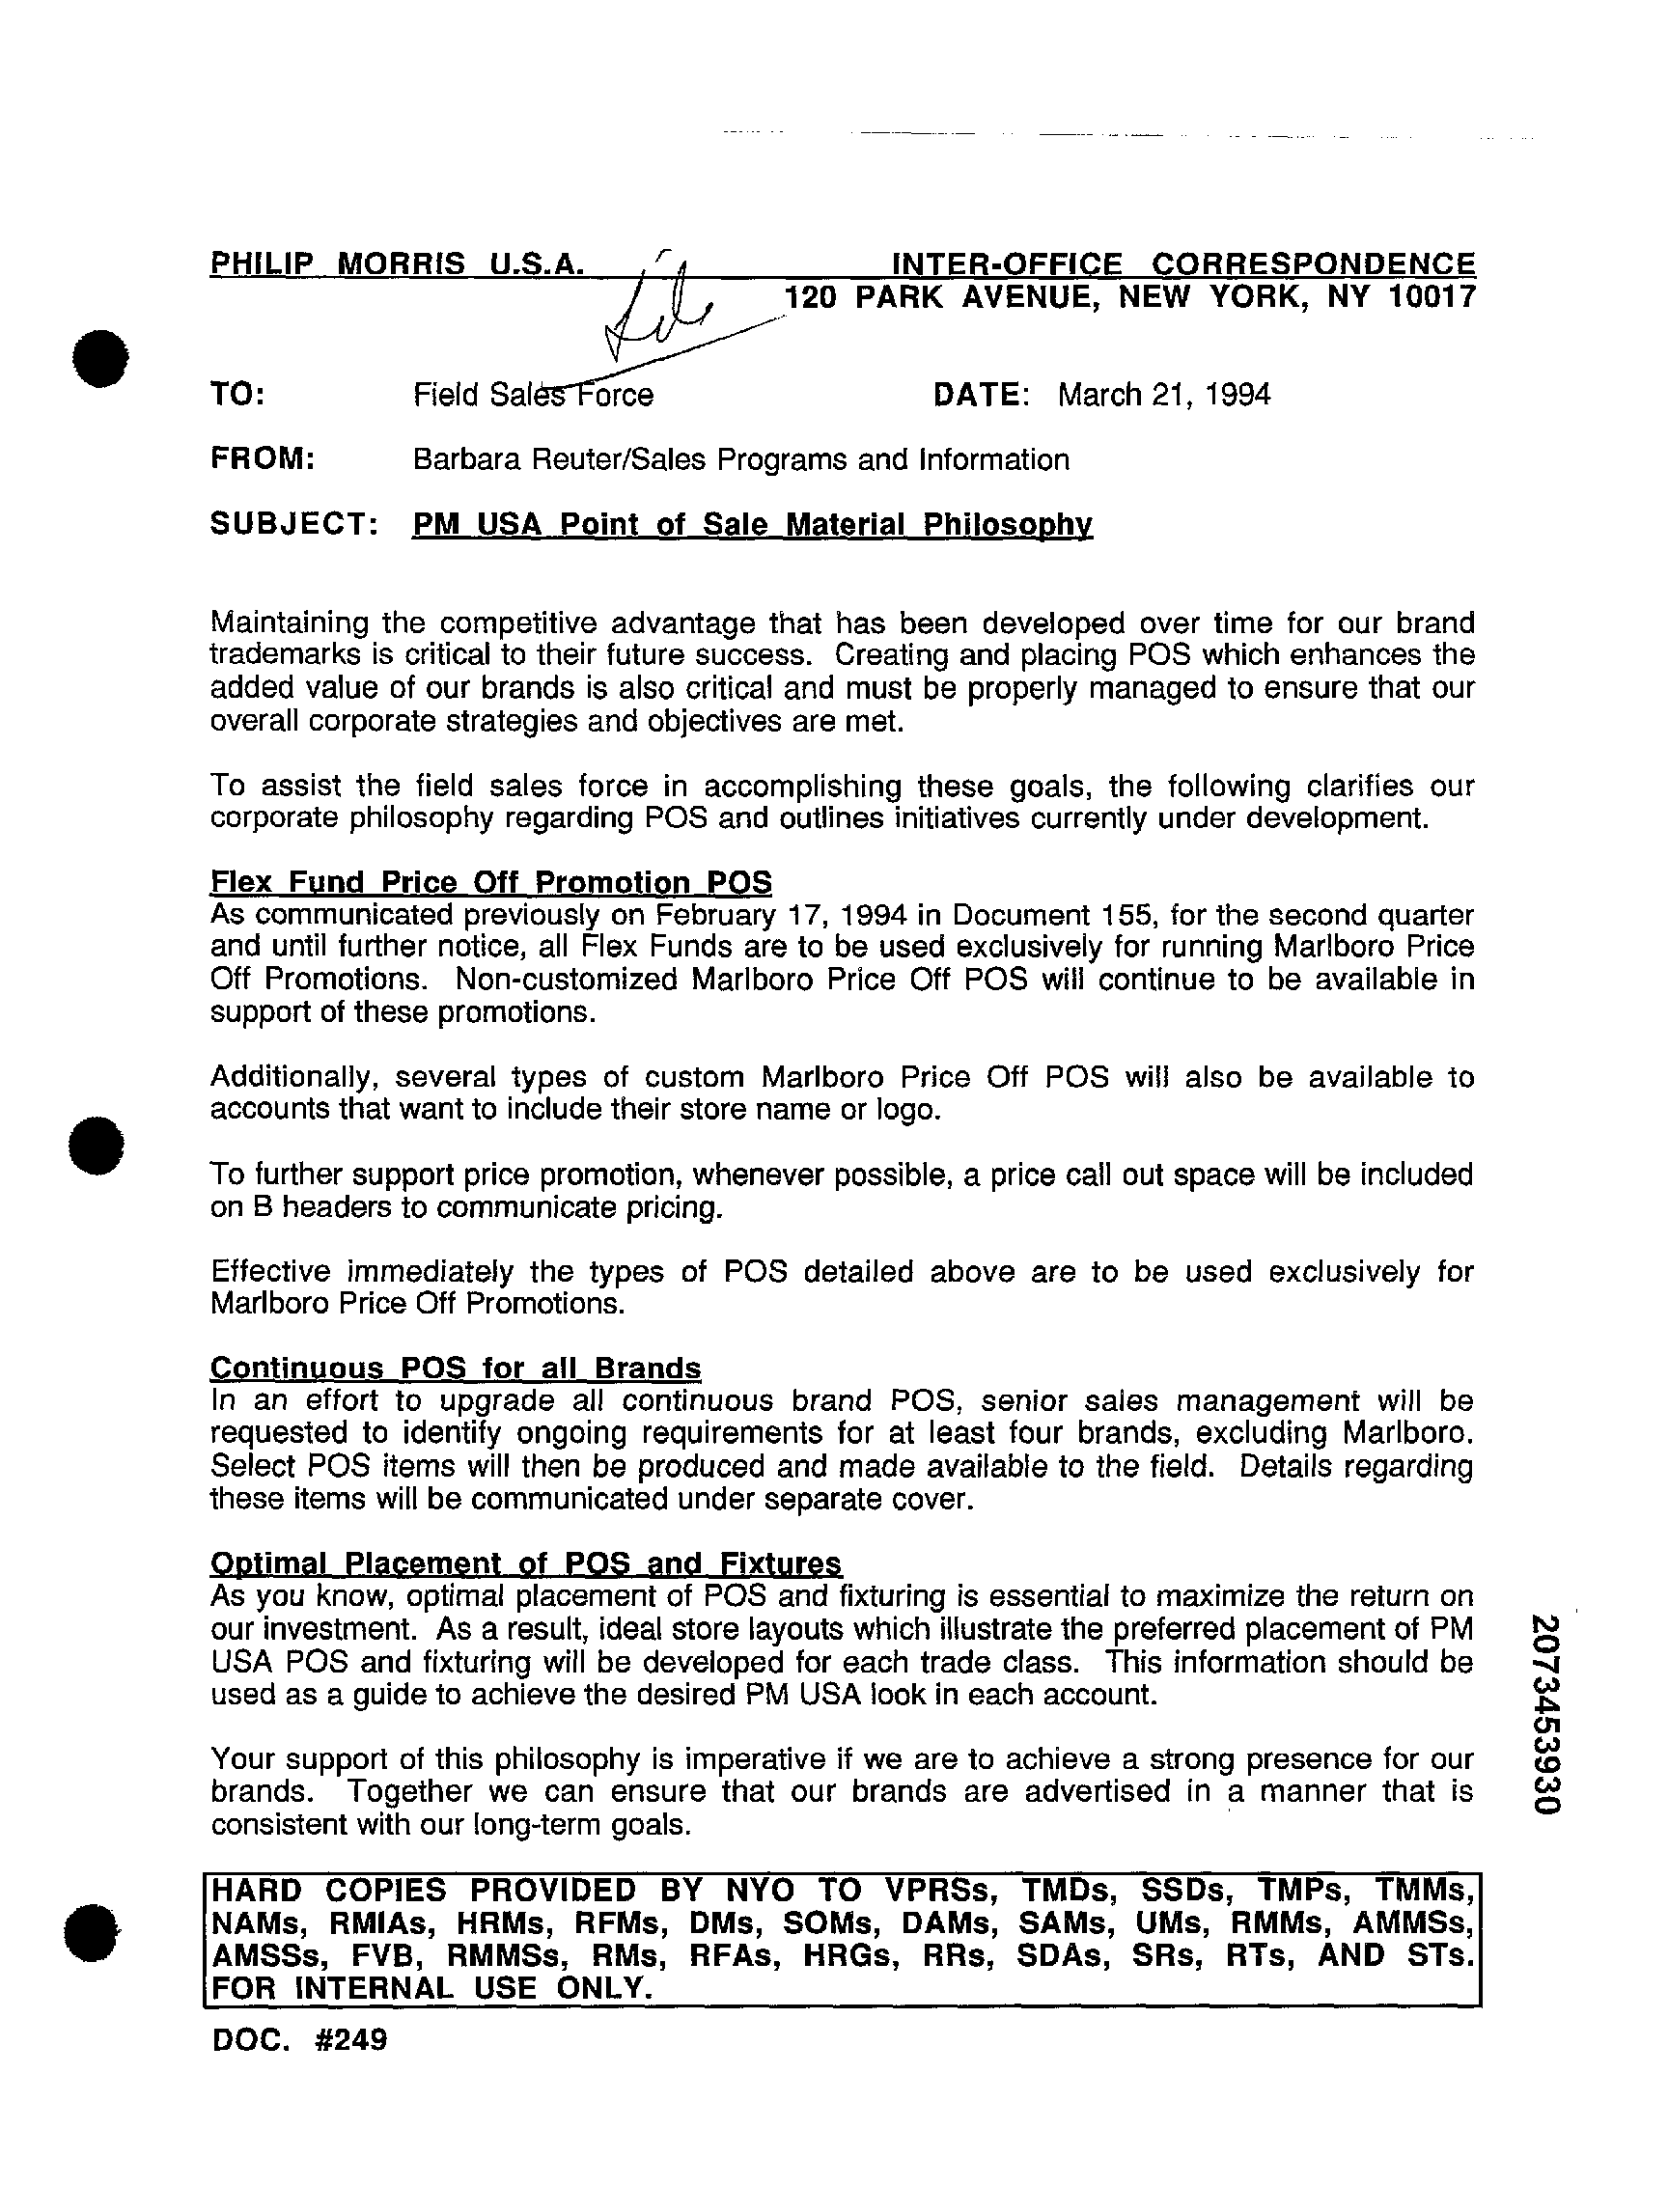 PHILIP MORRIS U.S.A. INTER-OFFICE CORRESPONDENCE
120 PARK AVENUE, NEW YORK, NY 10017
TO: Field Sales Force DATE: March 21, 1994
FROM: Barbara Reuter/Sales Programs and Information
SUBJECT: PM USA Point of Sale Material Philosophy
Maintaining the competitive advantage that has been developed over time for our brand
trademarks is critical to their future success. Creating and placing POS which enhances the
added value of our brands is also critical and must be properly managed to ensure that our
overall corporate strategies and objectives are met.
To assist the field sales force in accomplishing these goals, the following clarifies our
corporate philosophy regarding POS and outlines initiatives currently under development.
Flex Fund Price Off Promotion POS
As communicated previously on February 17, 1994 in Document 155, for the second quarter
and until further notice, all Flex Funds are to be used exclusively for running Marlboro Price
Off Promotions. Non-customized Marlboro Price Off POS will continue to be available in
support of these promotions.
Additionally, several types of custom Marlboro Price Off POS will also be available to
accounts that want to include their store name or logo.
To further support price promotion, whenever possible, a price call out space will be included
on B headers to communicate pricing.
Effective immediately the types of POS detailed above are to be used exclusively for
Marlboro Price Off Promotions.
Continuous POS for all Brands
In an effort to upgrade all continuous brand POS, senior sales management will be
requested to identify ongoing requirements for at least four brands, excluding Marlboro.
Select POS items will then be produced and made available to the field. Details regarding
these items will be communicated under separate cover.
Optimal Placement of POS and Fixtures
As you know, optimal placement of POS and fixturing is essential to maximize the return on
our investment. As a result, ideal store layouts which illustrate the preferred placement of PM
USA POS and fixturing will be developed for each trade class. This information should be
used as a guide to achieve the desired PM USA look in each account.
Your support of this philosophy is imperative if we are to achieve a strong presence for our
brands. Together we can ensure that our brands are advertised in a manner that is
consistent with our long-term goals.
HARD COPIES PROVIDED BY NYO TO VPRSs, TMDs, SSDs, TMPs, TMMs,
NAMs, RMIAs, HRMs, RFMs, DMs, SOMs, DAMs, SAMs, UMs, RMMs, AMMSs,
AMSSs, FVB, RMMSs, RMs, RFAs, HRGs, RRs, SDAs, SRs, RTs, AND STs.
FOR INTERNAL USE ONLY.
DOC. #249
2073453930